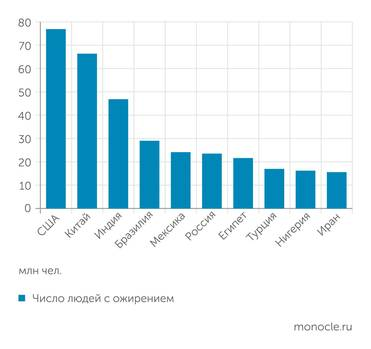 80
70
60
50
40
30
20
10
0
США
Китай
Индия
Бразилия
Мексика
Россия
Египет
Турция
Нигерия
Иран
млн чел.
Число людей с ожирением
monocle.ru